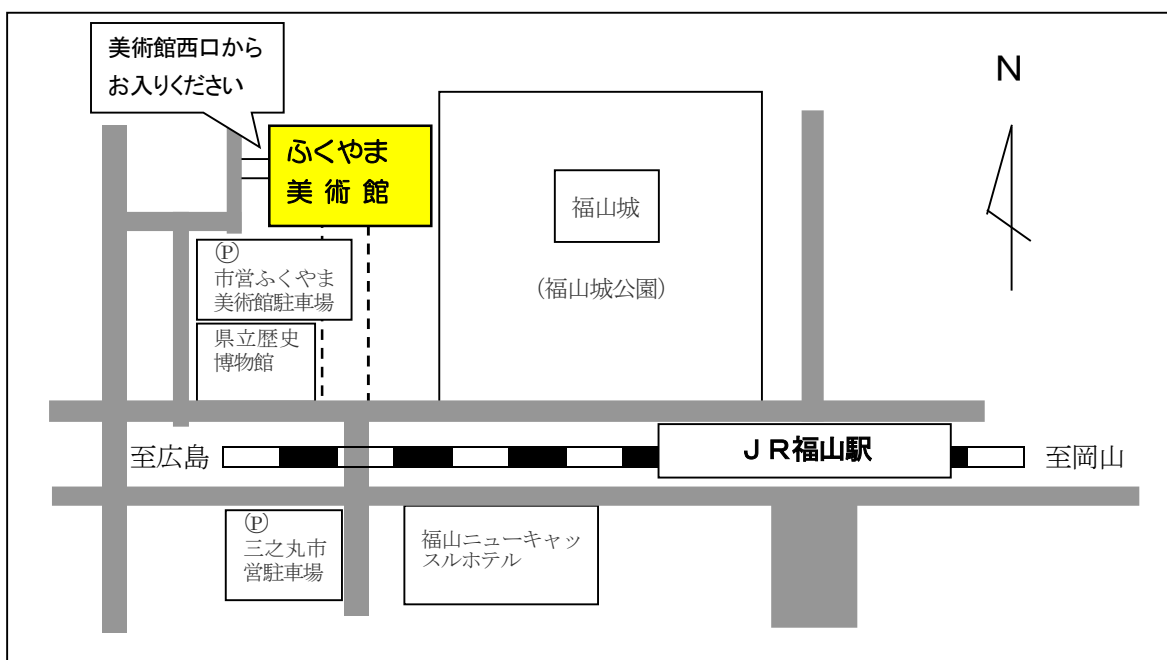 美術館西口から
お入りください
N
ふくやま
美術館
福山城
(福山城公園)
Ⓟ
市営ふくやま
美術館駐車場
県立歴史
博物館
至広島
JR福山駅
至岡山
Ⓟ
三之丸市
営駐車場
福山ニューキャッ
スルホテル